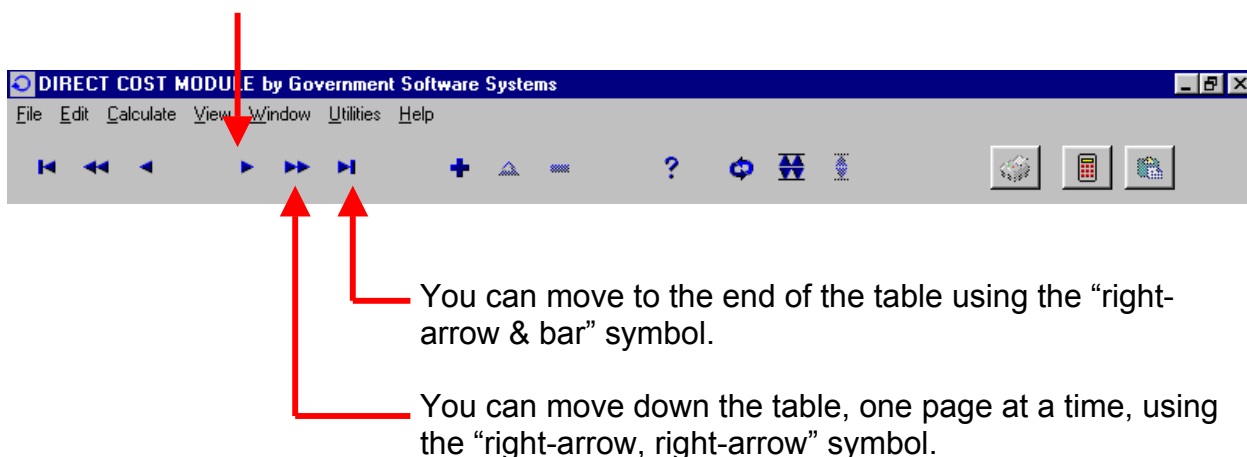 DIRECT COST MODULE by Government Software Systems
File Edit Calculate View Window Utilities Help
?
You can move to the end of the table using the “right-
arrow & bar” symbol.
You can move down the table, one page at a time, using
the “right-arrow, right-arrow” symbol.